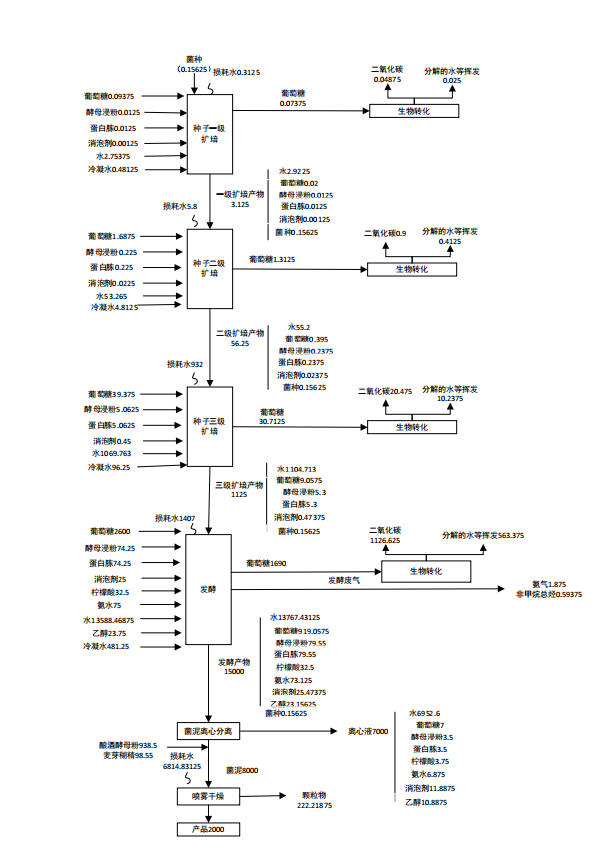 菌种
（0.15625）
损耗水0.3125
葡萄糖0.09375
酵母浸粉0.0125
蛋白胨0.0125
消泡剂0.00125
水2.75375
冷凝水0.48125
种子一级
扩培
葡萄糖
0.07375
二氧化碳
0.04875
分解的水等挥发
0.025
生物转化
一级扩培产物
3.125
水2.9225
葡萄糖0.02
酵母浸粉0.0125
蛋白胨0.0125
消泡剂0.00125
菌种0.15625
损耗水5.8
葡萄糖1.6875
酵母浸粉0.225
蛋白胨0.225
消泡剂0.0225
水53.265
冷凝水4.8125
种子二级
扩培
葡萄糖1.3125
二氧化碳0.9
分解的水等挥发
0.4125
生物转化
二级扩培产物
56.25
水55.2
葡萄糖0.395
酵母浸粉0.2375
蛋白胨0.2375
消泡剂0.02375
菌种0.15625
损耗水932
葡萄糖39.375
酵母浸粉5.0625
蛋白胨5.0625
消泡剂0.45
水1069.763
冷凝水96.25
种子三级
扩培
葡萄糖
30.7125
二氧化碳20.475
分解的水等挥发
10.2375
生物转化
三级扩培产物
1125
水1104.713
葡萄糖9.0575
酵母浸粉5.3
蛋白胨5.3
消泡剂0.47375
菌种0.15625
损耗水1407
葡萄糖2600
酵母浸粉74.25
蛋白胨74.25
消泡剂25
柠檬酸32.5
氨水75
水13588.46875
乙醇23.75
冷凝水481.25
发酵
葡萄糖1690
二氧化碳
1126.625
分解的水等挥发563.375
生物转化
发酵废气
氨气1.875
非甲烷总烃0.59375
发酵产物
15000
水13767.43125
葡萄糖919.0575
酵母浸粉79.55
蛋白胨79.55
柠檬酸32.5
氨水73.125
消泡剂25.47375
乙醇23.15625
菌种0.15625
菌泥离心分离
离心液7000
水6952.6
葡萄糖7
酵母浸粉3.5
蛋白胨3.5
柠檬酸3.75
氨水6.875
消泡剂11.8875
乙醇10.8875
酿酒酵母粉938.5
麦芽糊精98.55
损耗水
6814.83125
菌泥8000
喷雾干燥
颗粒物
222.21875
产品2000